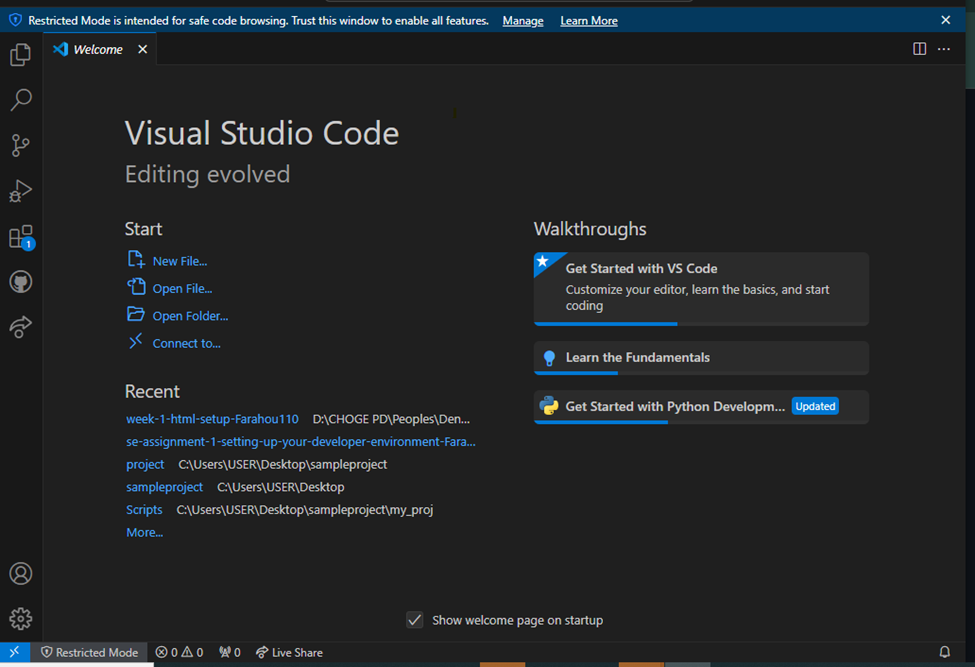 Restricted Mode is intended for safe code browsing. Trust this window to enable all features. Manage Learn More
Welcome
Visual Studio Code
Editing evolved
Start
New File...
Open File...
Open Folder...
Connect to...
Recent
week-1-html-setup-Farahou110 D:\CHOGE PD\Peoples\Den...
se-assignment-1-setting-up-your-developer-environment-Fara...
project C:\Users\USER\Desktop\sampleproject
sampleproject C:\Users\USER\Desktop
Scripts C:\Users\USER\Desktop\sampleproject\my_proj
More...
Walkthroughs
Get Started with VS Code
Customize your editor, learn the basics, and start
coding
Learn the Fundamentals
Get Started with Python Developm... Updated
1
Show welcome page on startup
Restricted Mode 0 0 0 Live Share